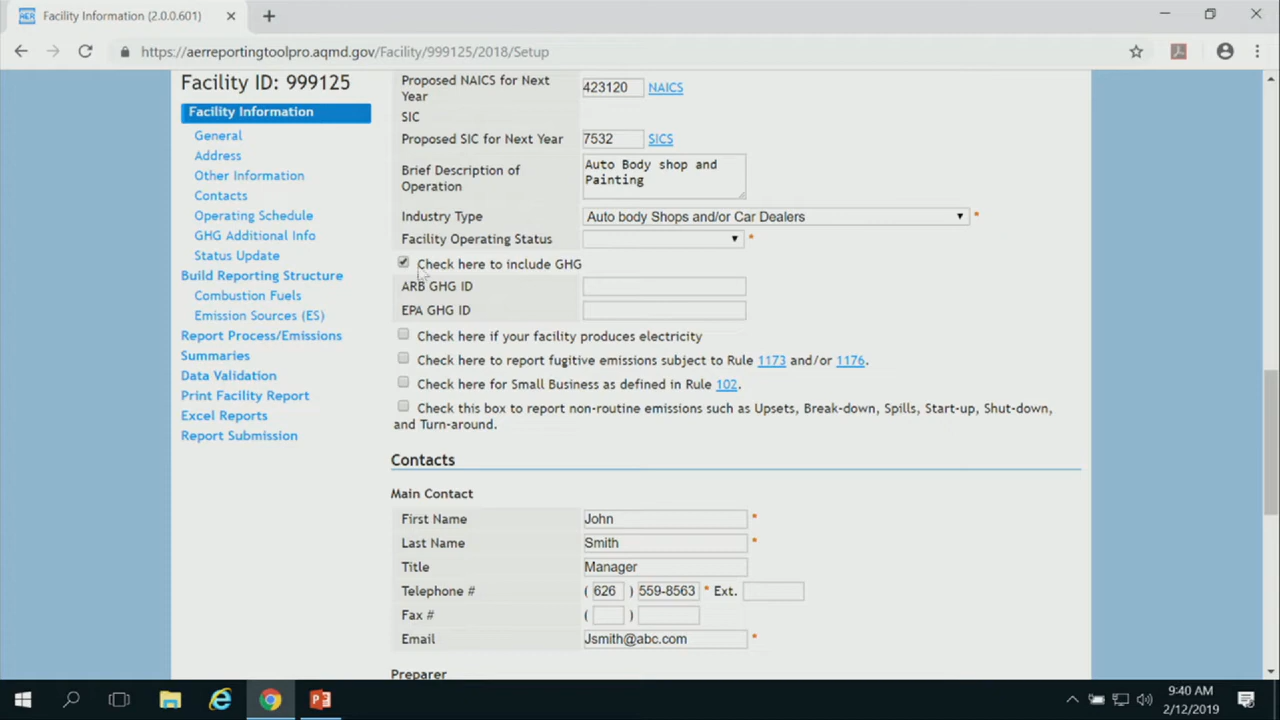 Facility Information (2.0.0.601)
https://aerreportingtoolpro.aqmd.gov/Facility/999125/2018/Setup
Facility ID: 999125
Facility Information
General
Address
Other Information
Contacts
Operating Schedule
GHG Additional Info
Status Update
Build Reporting Structure
Combustion Fuels
Emission Sources (ES)
Report Process/Emissions
Summaries
Data Validation
Print Facility Report
Excel Reports
Report Submission
Proposed NAICS for Next
Year
423120 NAICS
SIC
Proposed SIC for Next Year 7532 SICS
Brief Description of
Operation
Auto Body shop and
Painting
Industry Type Auto body Shops and/or Car Dealers *
Facility Operating Status *
Check here to include GHG
ARB GHG ID
EPA GHG ID
Check here if your facility produces electricity
Check here to report fugitive emissions subject to Rule 1173 and/or 1176.
Check here for Small Business as defined in Rule 102.
Check this box to report non-routine emissions such as Upsets, Break-down, Spills, Start-up, Shut-down,
and Turn-around.
Contacts
Main Contact
First Name John *
Last Name Smith *
Title Manager
Telephone # ( 626 ) 559-8563 * Ext.
Fax # ( )
Email Jsmith@abc.com *
Preparer
9:40 AM
2/12/2019